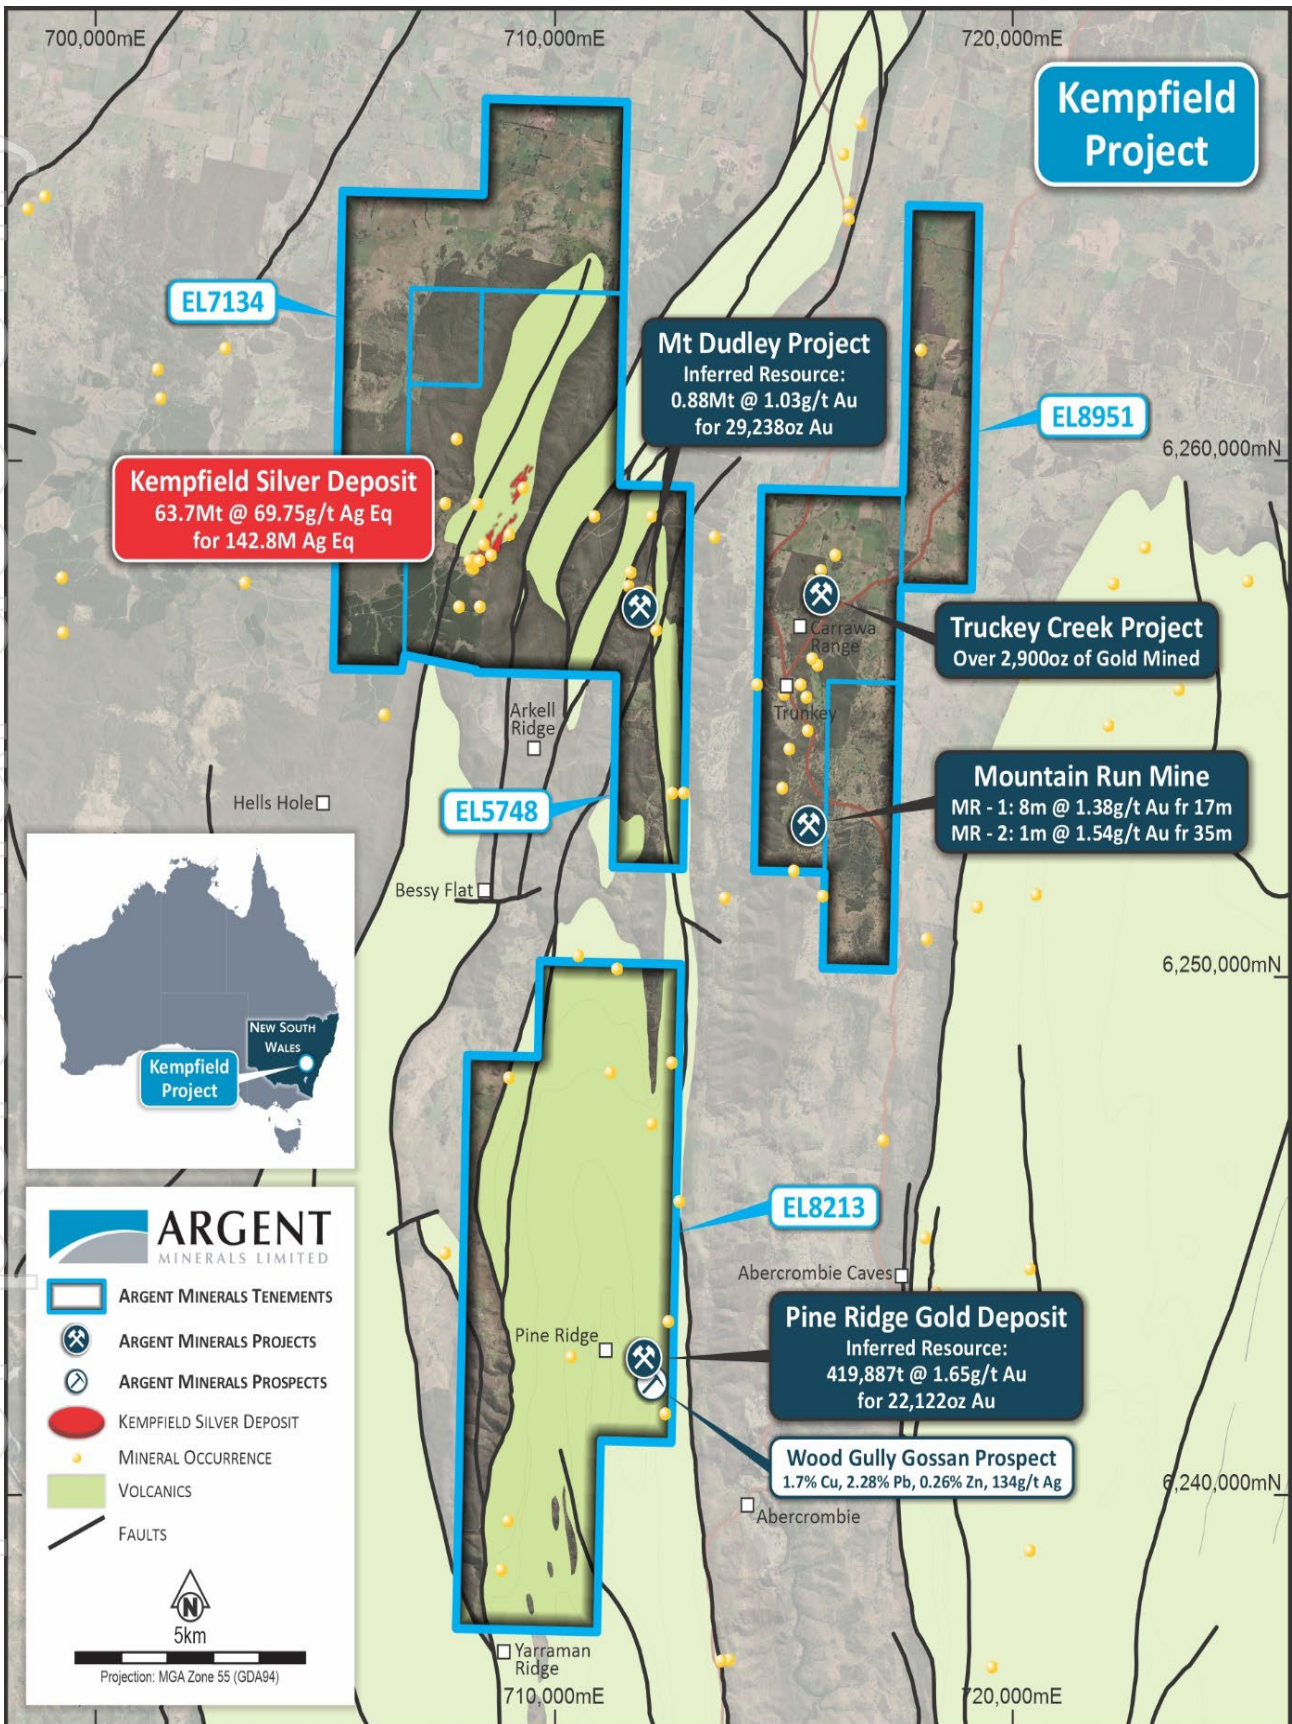 700,000mE
710,000mE
720,000mE
Kempfield
Project
EL7134
Mt Dudley Project
Inferred Resource:
0.88Mt @ 1.03g/t Au
for 29,238oz Au
EL8951
6,260,000mN
Kempfield Silver Deposit
63.7Mt @ 69.75g/t Ag Eq
for 142.8M Ag Eq
Truckey Creek Project
Over 2,900oz of Gold Mined
Carrawa
Range
Trunkey
Arkell
Ridge
Mountain Run Mine
MR - 1: 8m @ 1.38g/t Au fr 17m
MR - 2: 1m @ 1.54g/t Au fr 35m
Hells Hole
EL5748
Bessy Flat
6,250,000mN
NEW SOUTH
WALES
Kempfield
Project
EL8213
Abercrombie Caves
Pine Ridge
Pine Ridge Gold Deposit
Inferred Resource:
419,887t @ 1.65g/t Au
for 22,122oz Au
Wood Gully Gossan Prospect
1.7% Cu, 2.28% Pb, 0.26% Zn, 134g/t Ag
6,240,000mN
Abercrombie
Yarraman
Ridge
710,000mE
720,000mE
ARGENT
MINERALS LIMITED
ARGENT MINERALS TENEMENTS
ARGENT MINERALS PROJECTS
ARGENT MINERALS PROSPECTS
KEMPFIELD SILVER DEPOSIT
MINERAL OCCURRENCE
VOLCANICS
FAULTS
N
5km
Projection: MGA Zone 55 (GDA94)